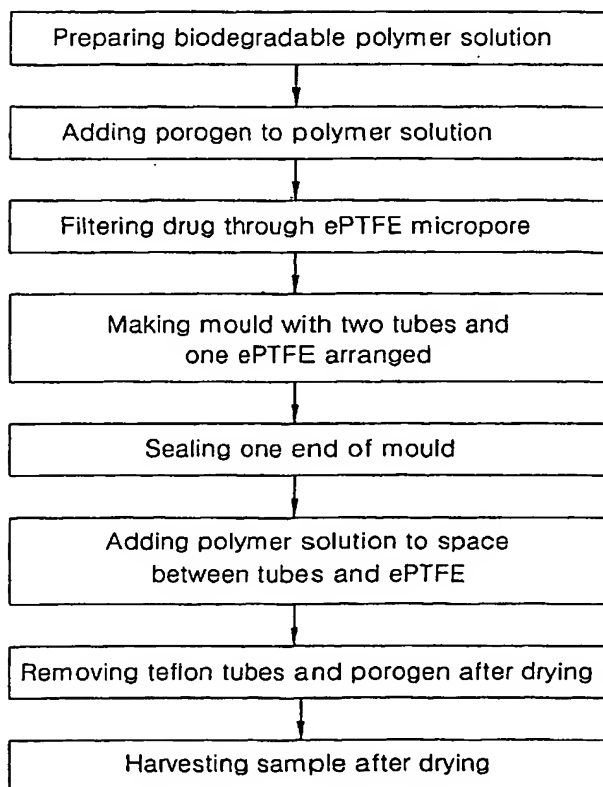 Preparing biodegradable polymer solution
Adding porogen to polymer solution
Filtering drug through ePTFE micropore
Making mould with two tubes and
one ePTFE arranged
Sealing one end of mould
Adding polymer solution to space
between tubes and ePTFE
Removing teflon tubes and porogen after drying
Harvesting sample after drying